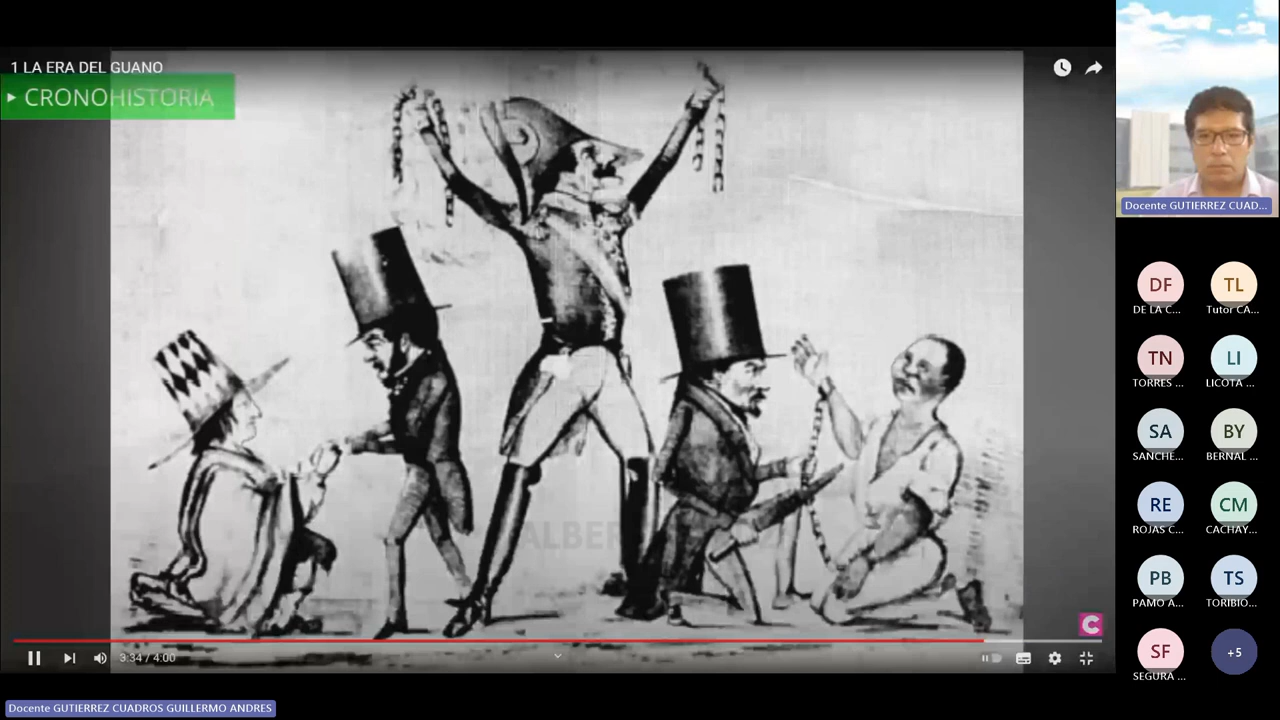 1 LA ERA DEL GUANO
CRONOHISTORIA
ALBER
C
3:34 / 4:00
Docente GUTIERREZ CUADROS GUILLERMO ANDRES
Docente GUTIERREZ CUAD...
DF
DE LA C...
TL
Tutor CA...
TN
TORRES ...
LI
LICOTA ...
SA
SANCHE...
BY
BERNAL ...
RE
ROJAS C...
CM
CACHAY...
PB
PAMO A...
TS
TORIBIO...
SF
SEGURA ...
+5